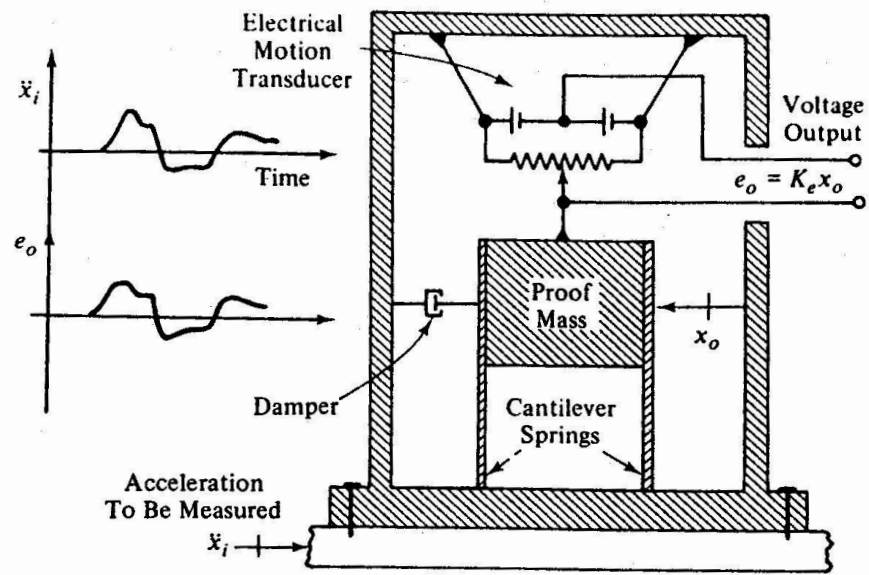 Electrical
Motion
Transducer
ẍᵢ
Time
Voltage
Output
eₒ = Kₑxₒ
eₒ
Proof
Mass
xₒ
Damper
Cantilever
Springs
Acceleration
To Be Measured
ẍᵢ